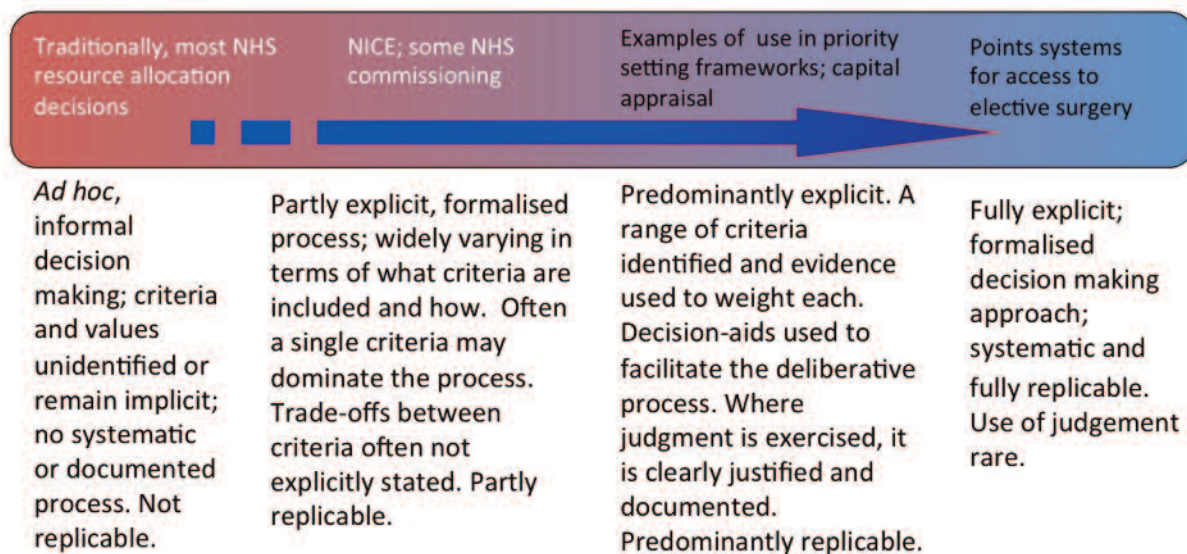 Traditionally, most NHS
resource allocation
decisions
NICE; some NHS
commissioning
Examples of use in priority
setting frameworks; capital
appraisal
Points systems
for access to
elective surgery
Ad hoc,
informal
decision
making; criteria
and values
unidentified or
remain implicit;
no systematic
or documented
process. Not
replicable.
Partly explicit, formalised
process; widely varying in
terms of what criteria are
included and how. Often
a single criteria may
dominate the process.
Trade-offs between
criteria often not
explicitly stated. Partly
replicable.
Predominantly explicit. A
range of criteria
identified and evidence
used to weight each.
Decision-aids used to
facilitate the deliberative
process. Where
judgment is exercised, it
is clearly justified and
documented.
Predominantly replicable.
Fully explicit;
formalised
decision making
approach;
systematic and
fully replicable.
Use of judgement
rare.